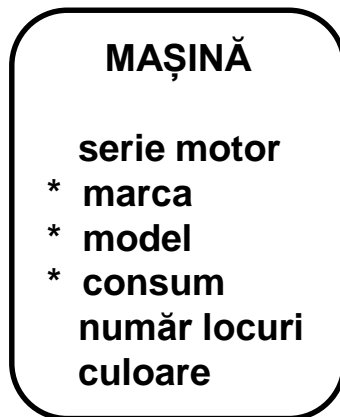 MAȘINĂ
serie motor
* marca
* model
* consum
număr locuri
culoare